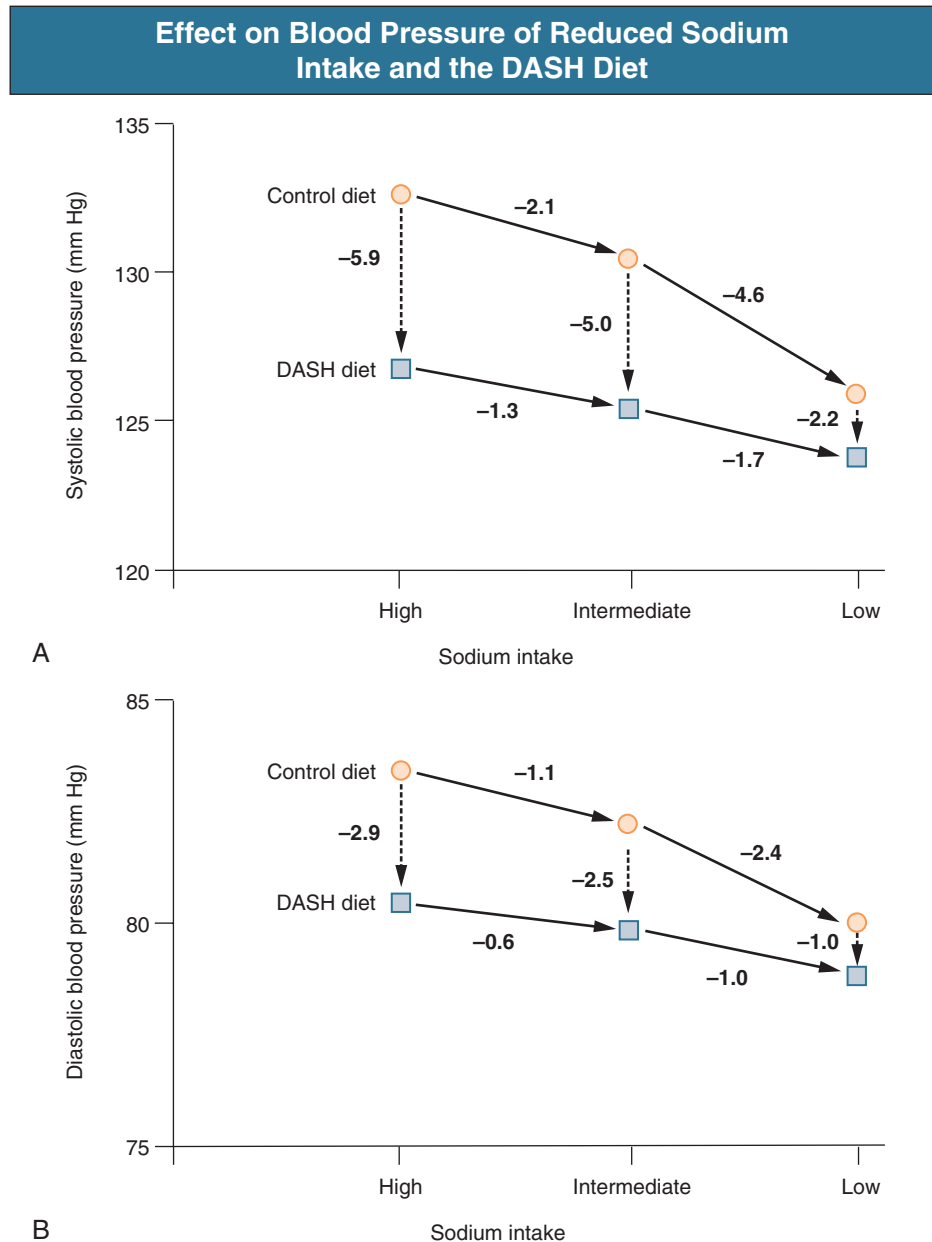 Effect on Blood Pressure of Reduced Sodium
Intake and the DASH Diet
135
130
125
120
Systolic blood pressure (mm Hg)
Control diet
–2.1
–5.9
–4.6
–5.0
DASH diet
–1.3
–2.2
–1.7
High
Intermediate
Low
A
Sodium intake
85
80
75
Diastolic blood pressure (mm Hg)
Control diet
–1.1
–2.9
–2.4
–2.5
DASH diet
–0.6
–1.0
–1.0
High
Intermediate
Low
B
Sodium intake